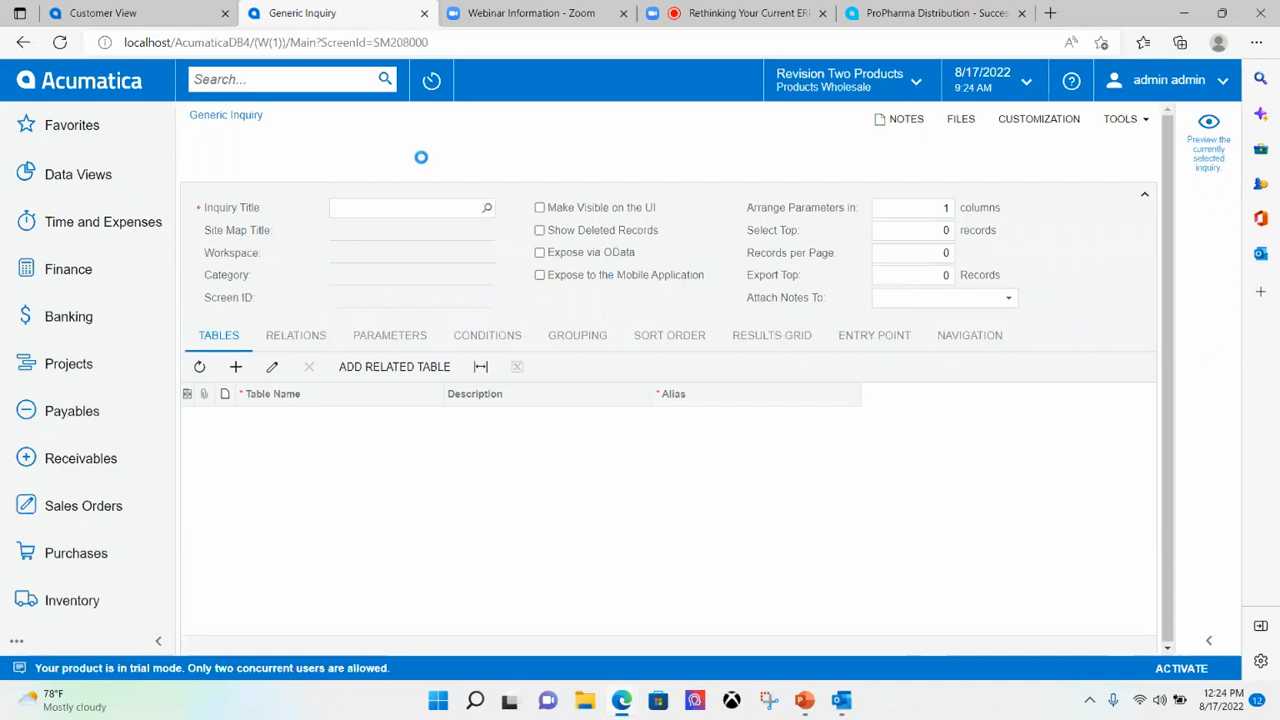 Customer View
Generic Inquiry
Webinar Information - Zoom
Rethinking Your Current ER
ProPharma Distribution - Succes
localhost/AcumaticaDB4/(W(1))/Main?ScreenId=SM208000
Acumatica
Search...
Revision Two Products
Products Wholesale
8/17/2022
9:24 AM
admin admin
Favorites
Data Views
Time and Expenses
Finance
Banking
Projects
Payables
Receivables
Sales Orders
Purchases
Inventory
Generic Inquiry
NOTES
FILES
CUSTOMIZATION
TOOLS
Preview the
currently
selected
inquiry.
* Inquiry Title:
Make Visible on the UI
Arrange Parameters in: 1 columns
Site Map Title:
Show Deleted Records
Select Top: 0 records
Workspace:
Expose via OData
Records per Page: 0
Category:
Expose to the Mobile Application
Export Top: 0 Records
Screen ID:
Attach Notes To:
TABLES
RELATIONS
PARAMETERS
CONDITIONS
GROUPING
SORT ORDER
RESULTS GRID
ENTRY POINT
NAVIGATION
ADD RELATED TABLE
* Table Name
Description
* Alias
Your product is in trial mode. Only two concurrent users are allowed.
ACTIVATE
78°F
Mostly cloudy
12:24 PM
8/17/2022
12